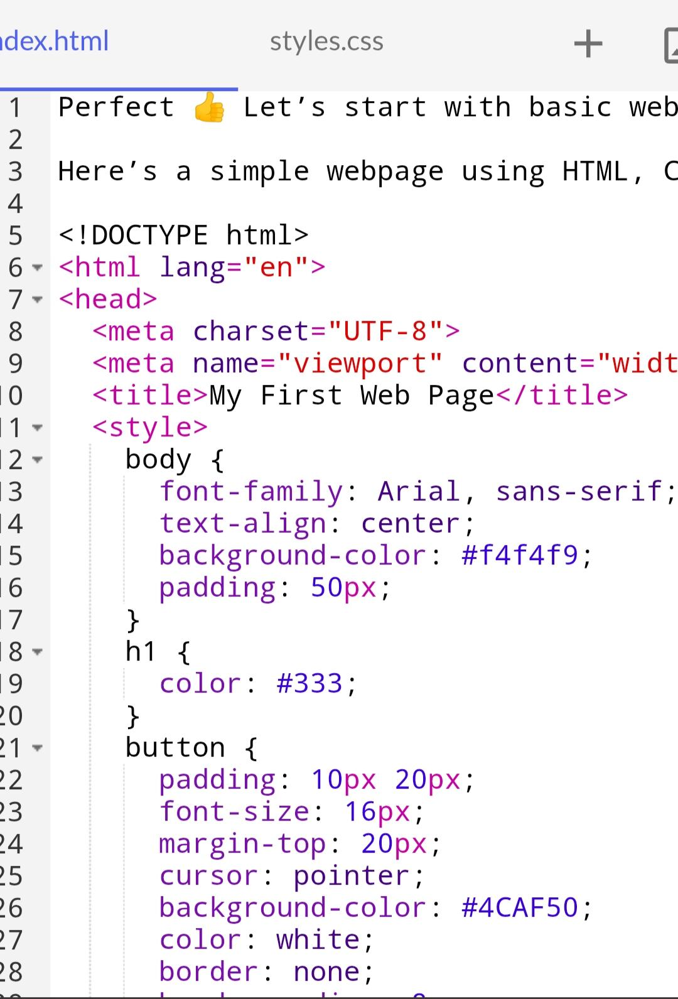 ndex.html styles.css +
1 Perfect 👍 Let’s start with basic web
2
3 Here’s a simple webpage using HTML, C
4
5 <!DOCTYPE html>
6 <html lang="en">
7 <head>
8 <meta charset="UTF-8">
9 <meta name="viewport" content="widt
10 <title>My First Web Page</title>
11 <style>
12 body {
13 font-family: Arial, sans-serif;
14 text-align: center;
15 background-color: #f4f4f9;
16 padding: 50px;
17 }
18 h1 {
19 color: #333;
20 }
21 button {
22 padding: 10px 20px;
23 font-size: 16px;
24 margin-top: 20px;
25 cursor: pointer;
26 background-color: #4CAF50;
27 color: white;
28 border: none;